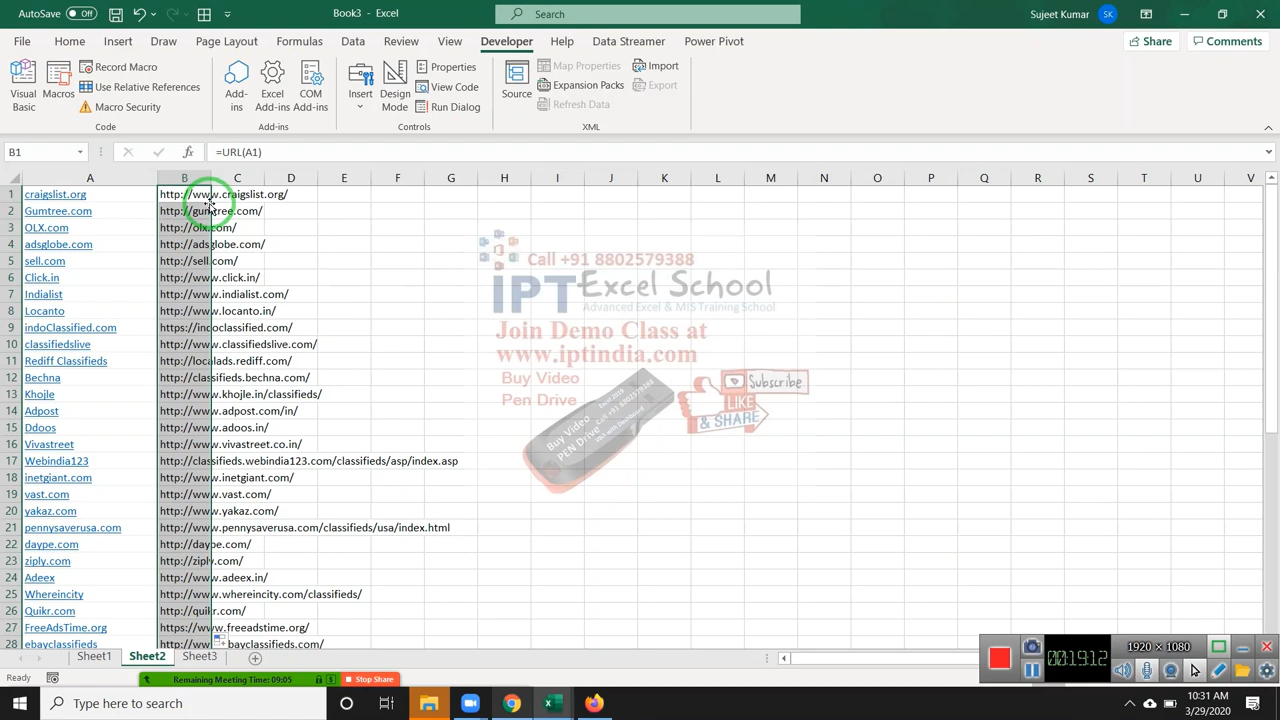 AutoSave Off Book3 - Excel Search Sujeet Kumar SK
File Home Insert Draw Page Layout Formulas Data Review View Developer Help Data Streamer Power Pivot Share Comments
Visual Basic
Macros
Record Macro
Use Relative References
Macro Security
Code
Add-ins
Excel Add-ins
COM Add-ins
Add-ins
Insert
Design Mode
Properties
View Code
Run Dialog
Controls
Source
Map Properties
Expansion Packs
Refresh Data
Import
Export
XML
B1 fx =URL(A1)
A B C D E F G H I J K L M N O P Q R S T U V
1 craigslist.org http://www.craigslist.org/
2 Gumtree.com http://gumtree.com/
3 OLX.com http://olx.com/
4 adsglobe.com http://adsglobe.com/
5 sell.com http://sell.com/
6 Click.in http://www.click.in/
7 Indialist http://www.indialist.com/
8 Locanto http://www.locanto.in/
9 indoClassified.com https://indoclassified.com/
10 classifiedslive http://www.classifiedslive.com/
11 Rediff Classifieds http://localads.rediff.com/
12 Bechna http://classifieds.bechna.com/
13 Khojle http://www.khojle.in/classifieds/
14 Adpost http://www.adpost.com/in/
15 Ddoos http://www.adoos.in/
16 Vivastreet http://www.vivastreet.co.in/
17 Webindia123 http://classifieds.webindia123.com/classifieds/asp/index.asp
18 inetgiant.com http://www.inetgiant.com/
19 vast.com http://www.vast.com/
20 yakaz.com http://www.yakaz.com/
21 pennysaverusa.com http://www.pennysaverusa.com/classifieds/usa/index.html
22 daype.com http://daype.com/
23 ziply.com http://ziply.com/
24 Adeex http://www.adeex.in/
25 Whereincity http://www.whereincity.com/classifieds/
26 Quikr.com http://quikr.com/
27 FreeAdsTime.org https://www.freeadstime.org/
28 ebayclassifieds http://www bayclassifieds.com/
Call +91 8802579388
IPT Excel School
Advanced Excel & MIS Training School
Join Demo Class at
www.iptindia.com
Buy Video
Pen Drive
Buy Video
PEN Drive
Subscribe
LIKE
& SHARE
Sheet1 Sheet2 Sheet3
Ready
Remaining Meeting Time: 09:05 Stop Share
00:19:12
1920 × 1080
Type here to search
10:31 AM
3/29/2020